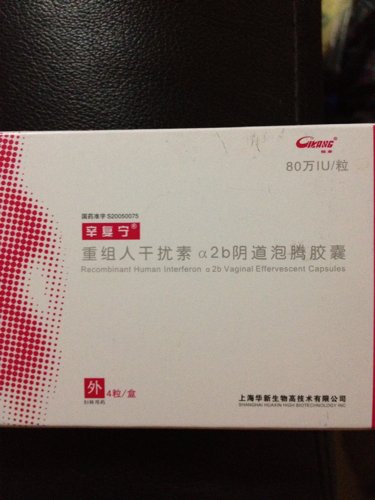 CIKANG®
80万IU/粒
国药准字 S20050075
辛复宁®
重组人干扰素 α2b阴道泡腾胶囊
Recombinant Human Interferon α2b Vaginal Effervescent Capsules
外
4粒/盒
上海华新生物高技术有限公司
SHANGHAI HUAXIN HIGH BIOTECHNOLOGY INC.